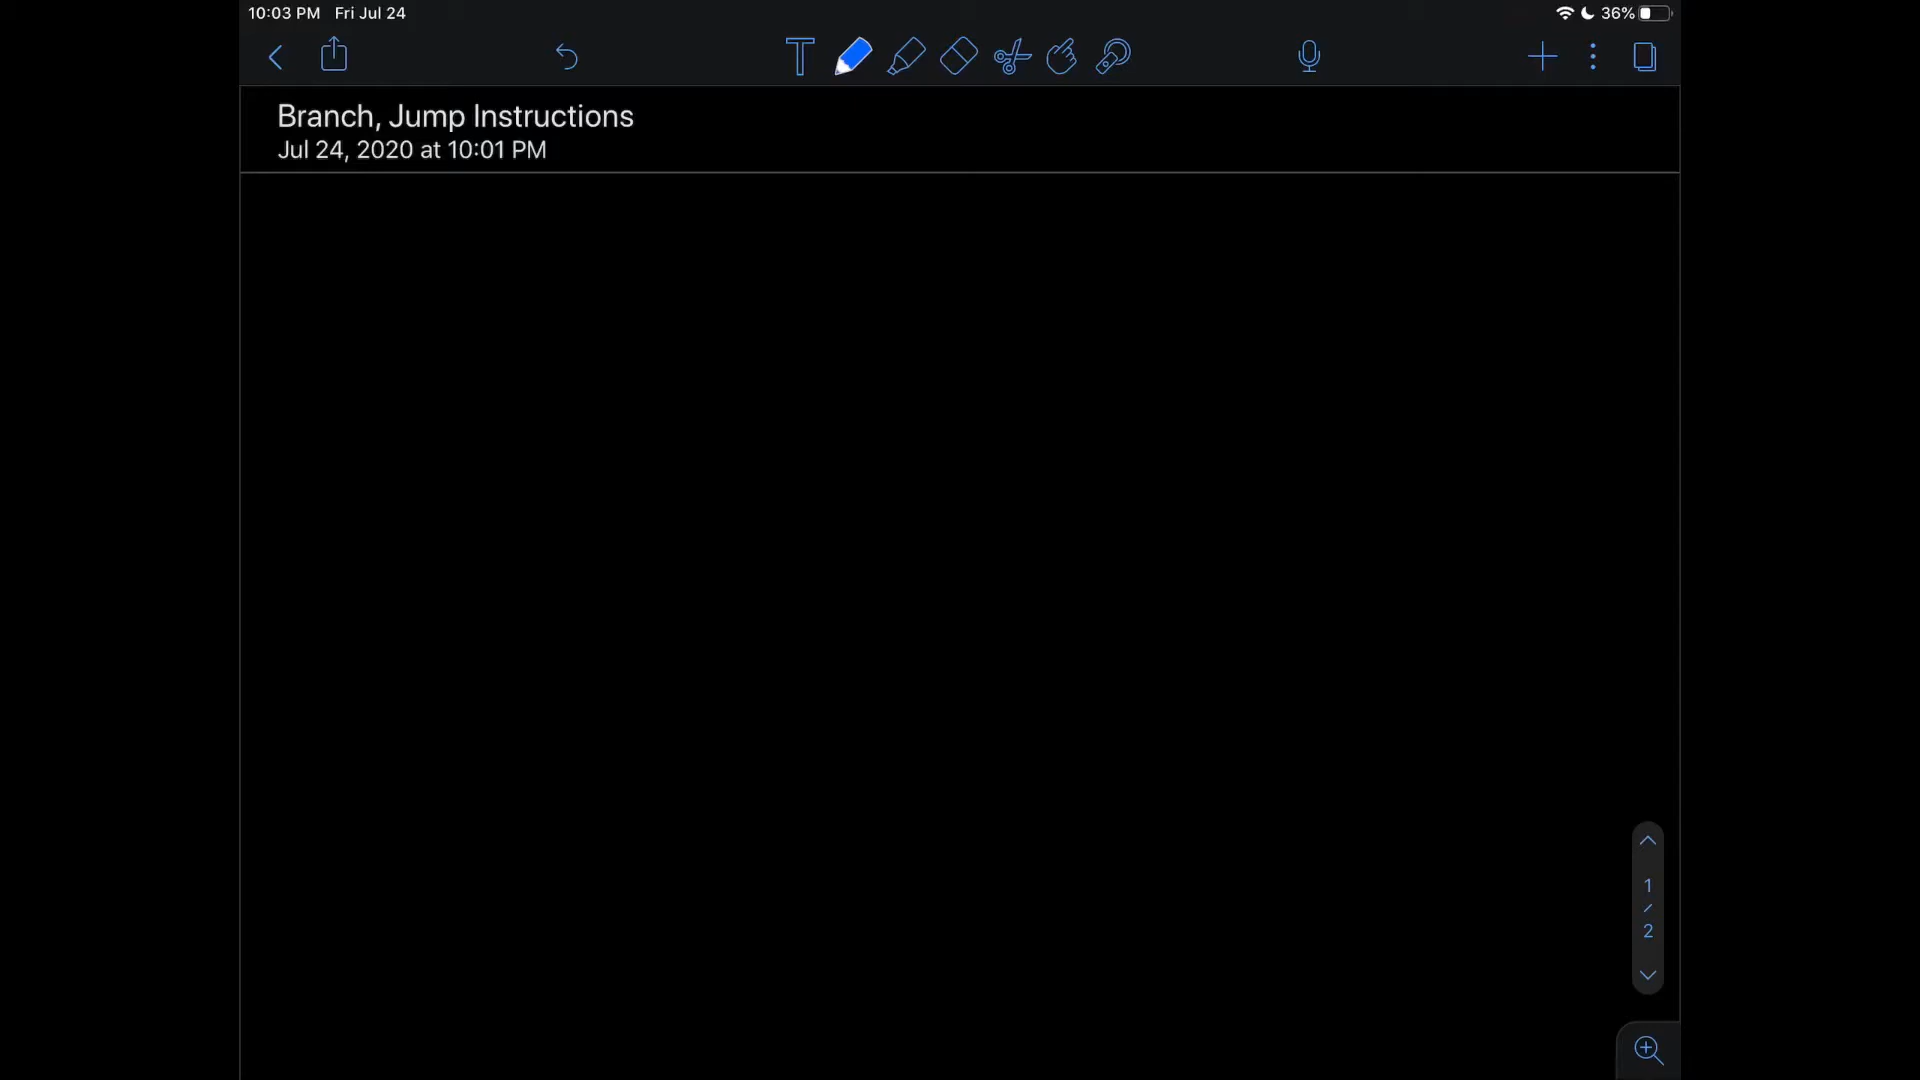 10:03 PM Fri Jul 24
36%
T
Branch, Jump Instructions
Jul 24, 2020 at 10:01 PM
1
/
2